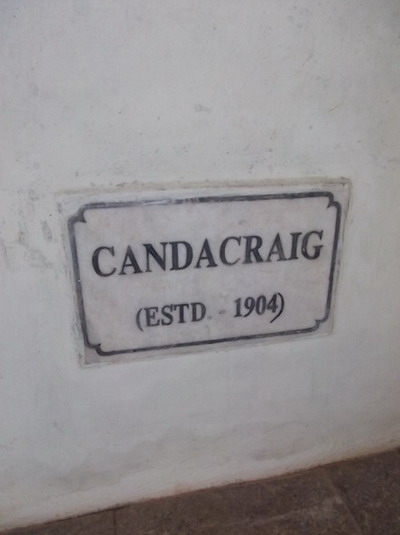 CANDACRAIG
(ESTD. - 1904)